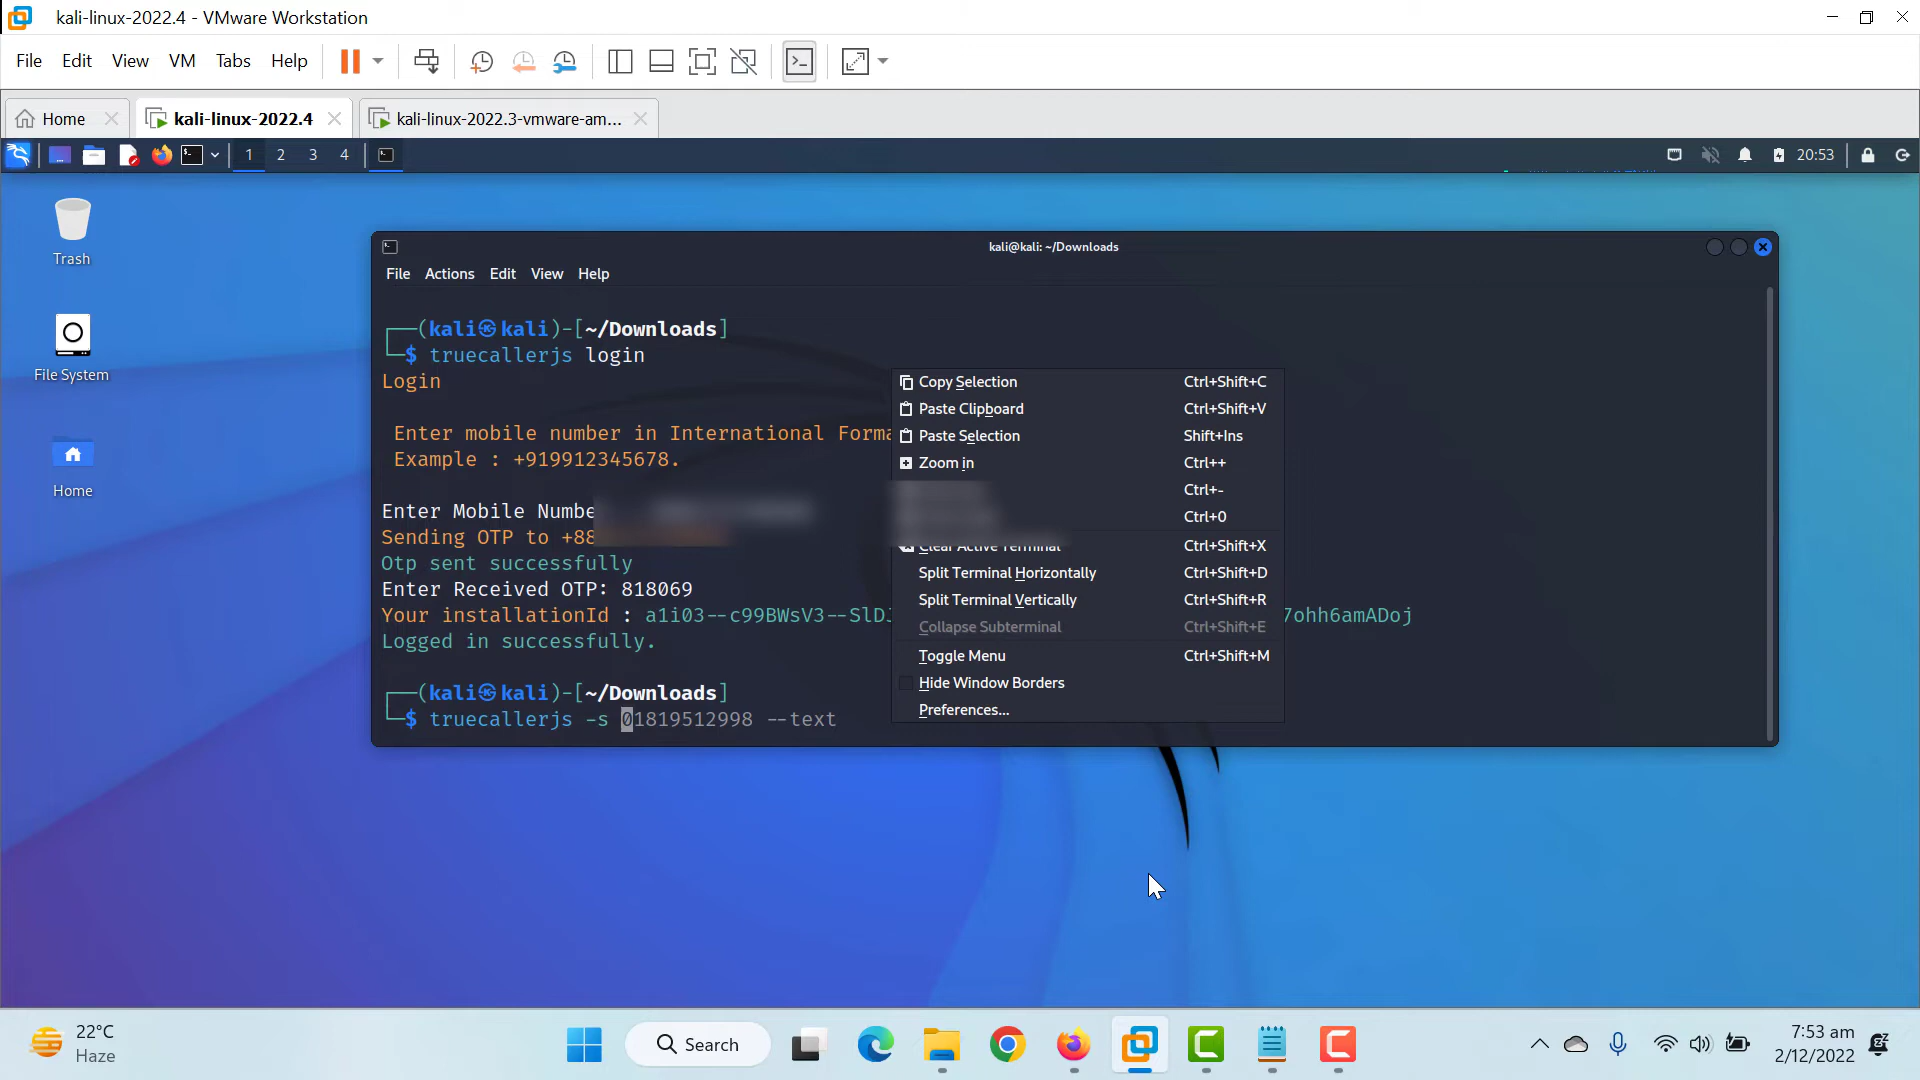 kali-linux-2022.4 - VMware Workstation
File Edit View VM Tabs Help
Home kali-linux-2022.4 kali-linux-2022.3-vmware-am...
1 2 3 4 20:53
Trash
File System
Home
kali@kali: ~/Downloads
File Actions Edit View Help
(kali㉿kali)-[~/Downloads]
$ truecallerjs login
Login
Enter mobile number in International Forma
Example : +919912345678.
Enter Mobile Numbe
Sending OTP to +88
Otp sent successfully
Enter Received OTP: 818069
Your installationId : a1i03--c99BWsV3--SlDJ 7ohh6amADoj
Logged in successfully.
(kali㉿kali)-[~/Downloads]
$ truecallerjs -s 01819512998 --text
Copy Selection Ctrl+Shift+C
Paste Clipboard Ctrl+Shift+V
Paste Selection Shift+Ins
Zoom in Ctrl++
Ctrl+-
Ctrl+0
Clear Active Terminal Ctrl+Shift+X
Split Terminal Horizontally Ctrl+Shift+D
Split Terminal Vertically Ctrl+Shift+R
Collapse Subterminal Ctrl+Shift+E
Toggle Menu Ctrl+Shift+M
Hide Window Borders
Preferences...
22°C
Haze
Search
7:53 am
2/12/2022